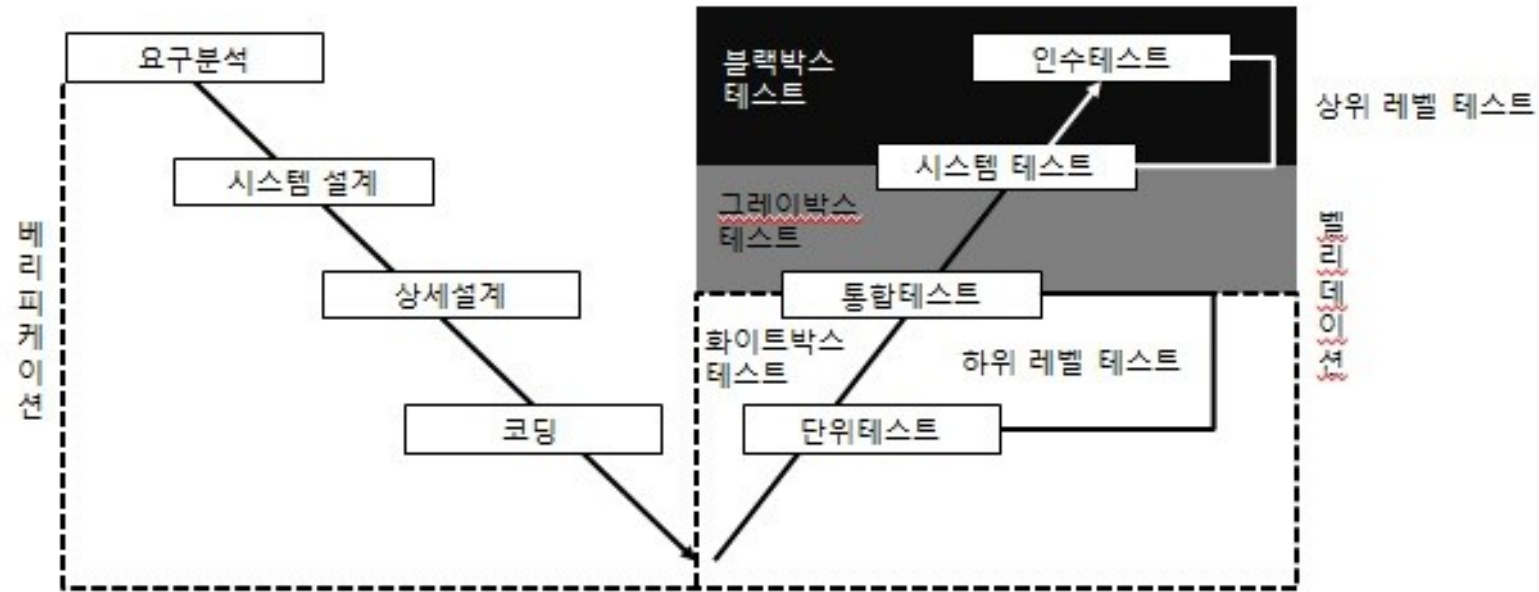 요구분석
시스템 설계
상세설계
코딩
베
리
피
케
이
션
블랙박스
테스트
인수테스트
상위 레벨 테스트
시스템 테스트
그레이박스
테스트
통합테스트
화이트박스
테스트
하위 레벨 테스트
단위테스트
벨
리
데
이
션